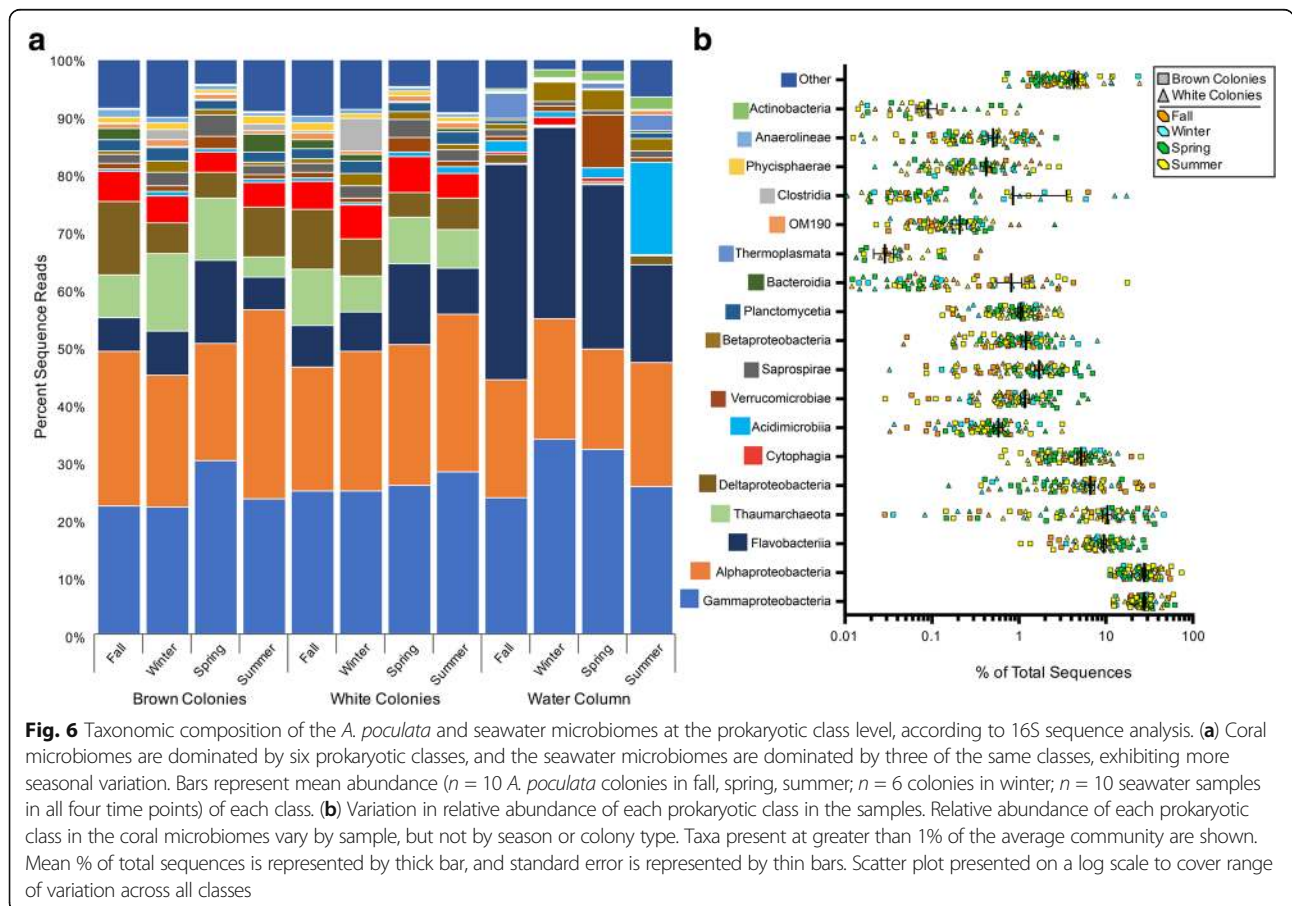 a
100%
90%
80%
70%
60%
50%
40%
30%
20%
10%
0%
Percent Sequence Reads
Fall
Winter
Spring
Summer
Fall
Winter
Spring
Summer
Fall
Winter
Spring
Summer
Brown Colonies
White Colonies
Water Column
b
Other
Actinobacteria
Anaerolineae
Phycisphaerae
Clostridia
OM190
Thermoplasmata
Bacteroidia
Planctomycetia
Betaproteobacteria
Saprospirae
Verrucomicrobiae
Acidimicrobiia
Cytophagia
Deltaproteobacteria
Thaumarchaeota
Flavobacteriia
Alphaproteobacteria
Gammaproteobacteria
0.01 0.1 1 10 100
% of Total Sequences
Brown Colonies
White Colonies
Fall
Winter
Spring
Summer
Fig. 6 Taxonomic composition of the A. poculata and seawater microbiomes at the prokaryotic class level, according to 16S sequence analysis. (a) Coral
microbiomes are dominated by six prokaryotic classes, and the seawater microbiomes are dominated by three of the same classes, exhibiting more
seasonal variation. Bars represent mean abundance (n = 10 A. poculata colonies in fall, spring, summer; n = 6 colonies in winter; n = 10 seawater samples
in all four time points) of each class. (b) Variation in relative abundance of each prokaryotic class in the samples. Relative abundance of each prokaryotic
class in the coral microbiomes vary by sample, but not by season or colony type. Taxa present at greater than 1% of the average community are shown.
Mean % of total sequences is represented by thick bar, and standard error is represented by thin bars. Scatter plot presented on a log scale to cover range
of variation across all classes